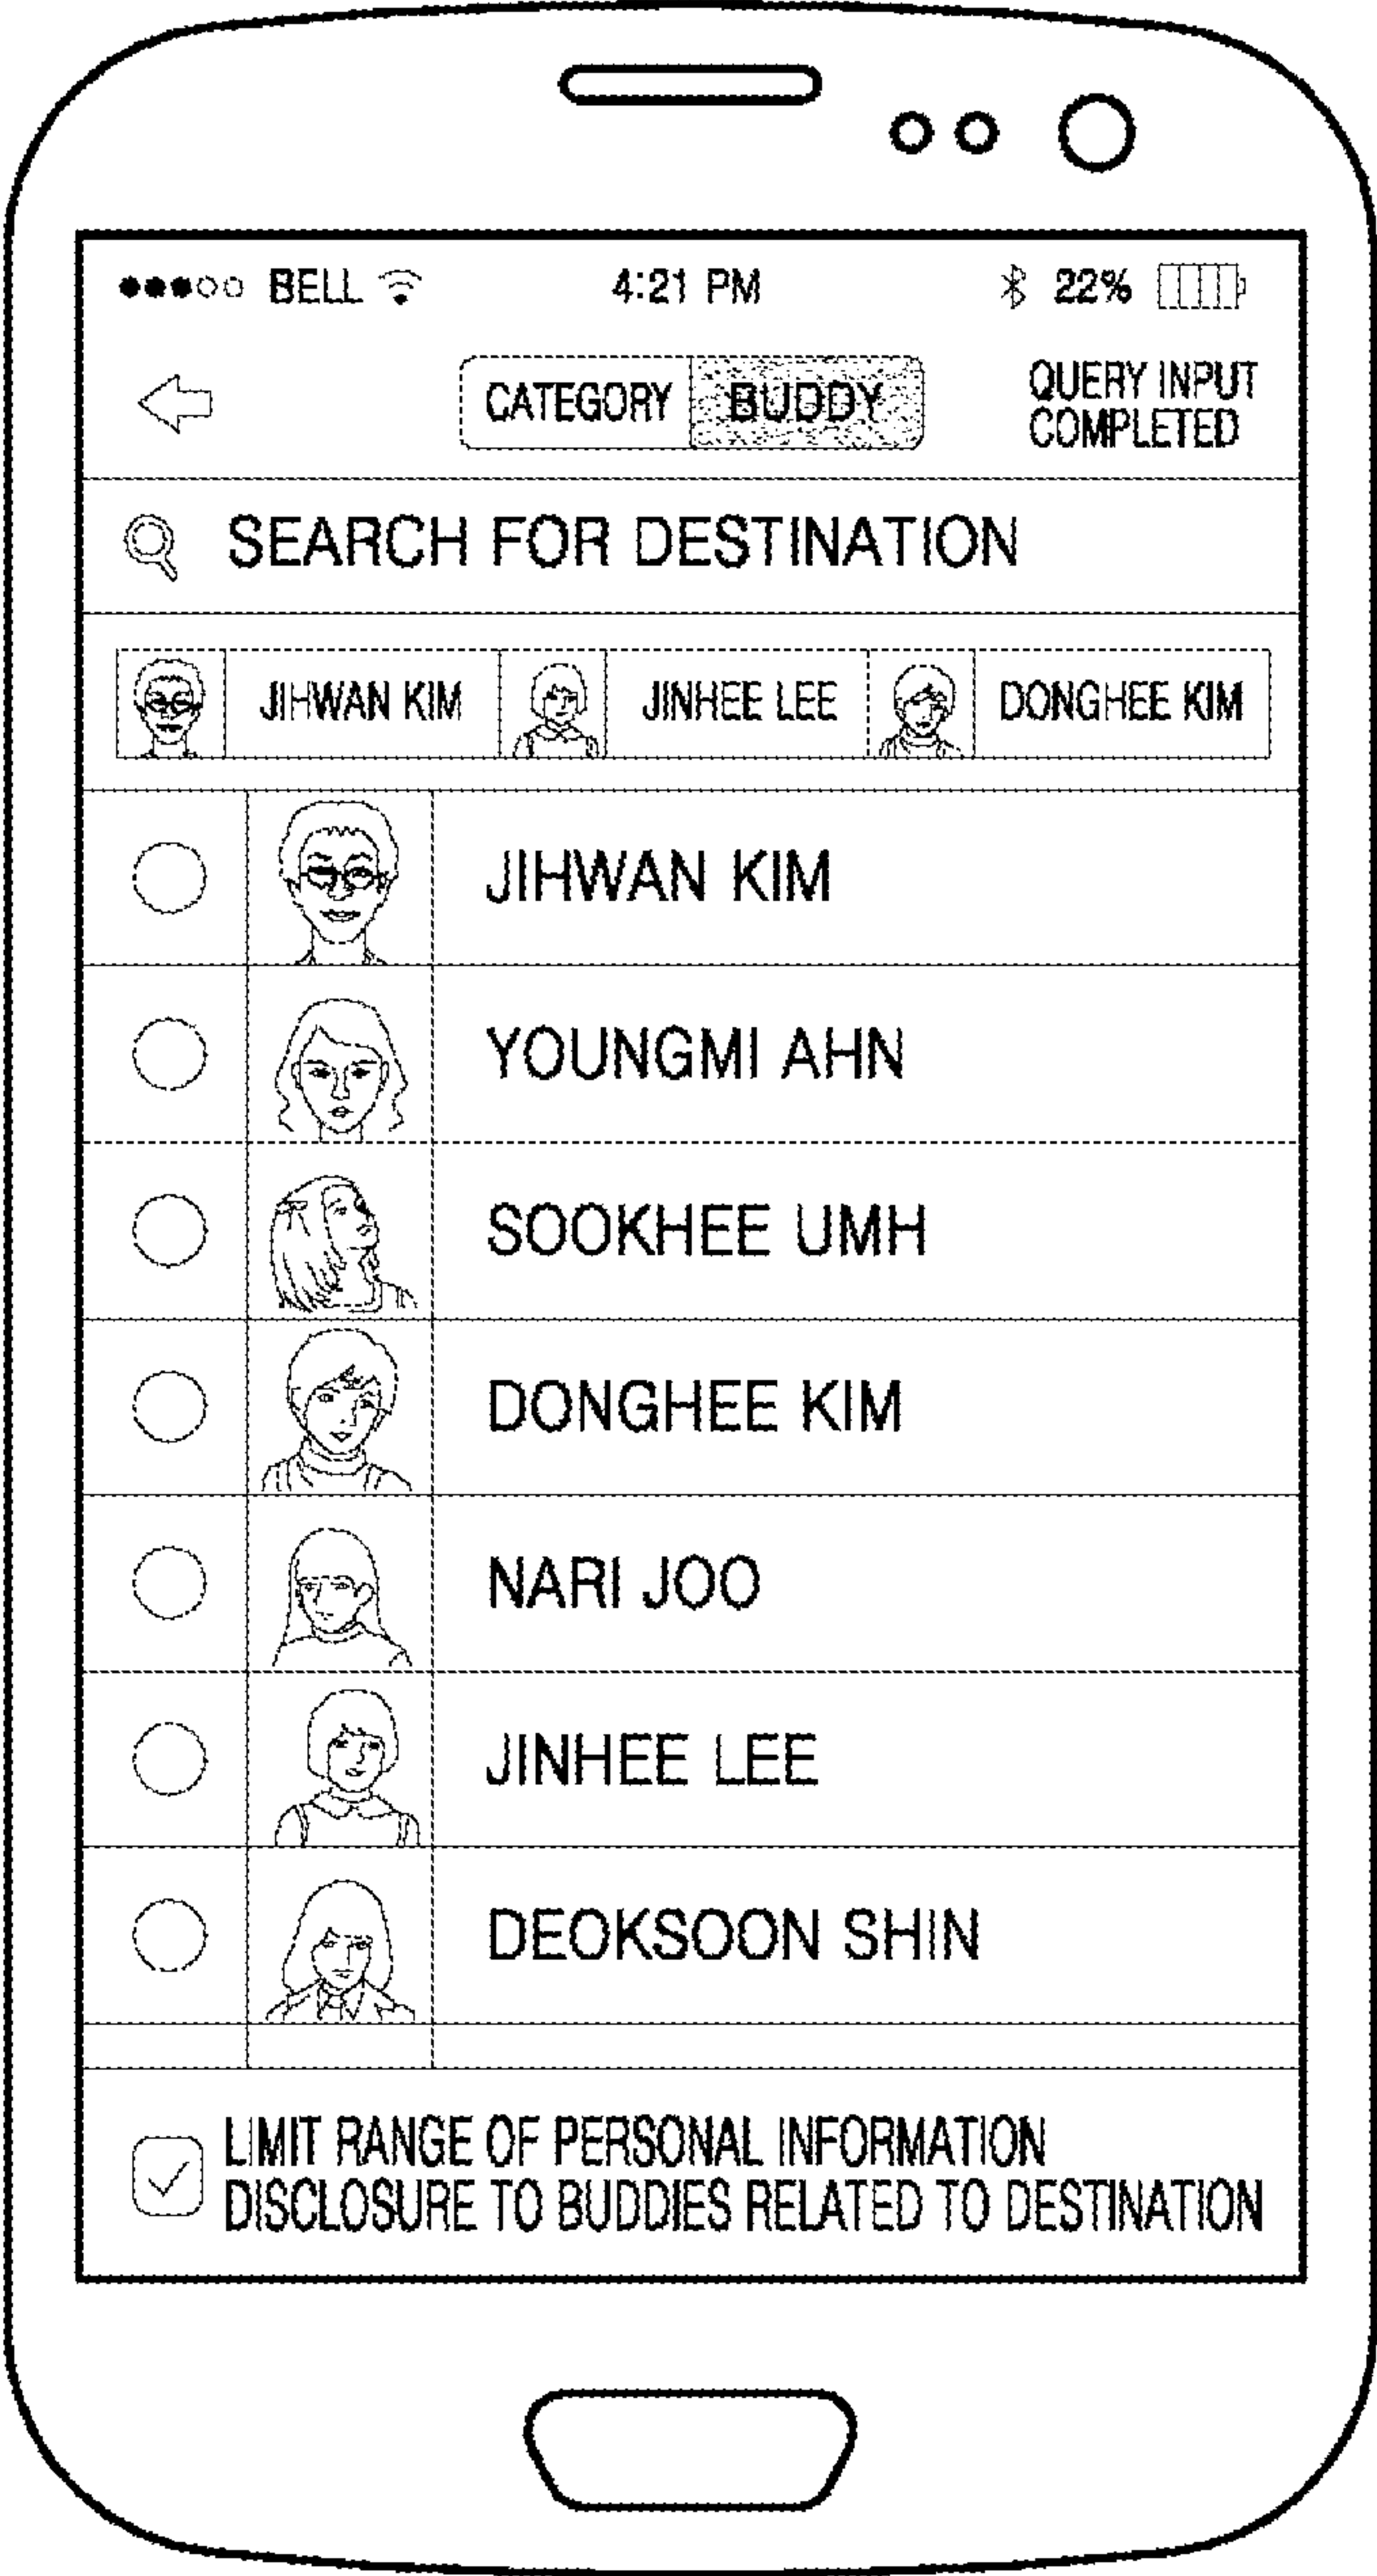 BELL 4:21 PM 22%
CATEGORY BUDDY QUERY INPUT
COMPLETED
SEARCH FOR DESTINATION
JIHWAN KIM JINHEE LEE DONGHEE KIM
JIHWAN KIM
YOUNGMI AHN
SOOKHEE UMH
DONGHEE KIM
NARI JOO
JINHEE LEE
DEOKSOON SHIN
LIMIT RANGE OF PERSONAL INFORMATION
DISCLOSURE TO BUDDIES RELATED TO DESTINATION